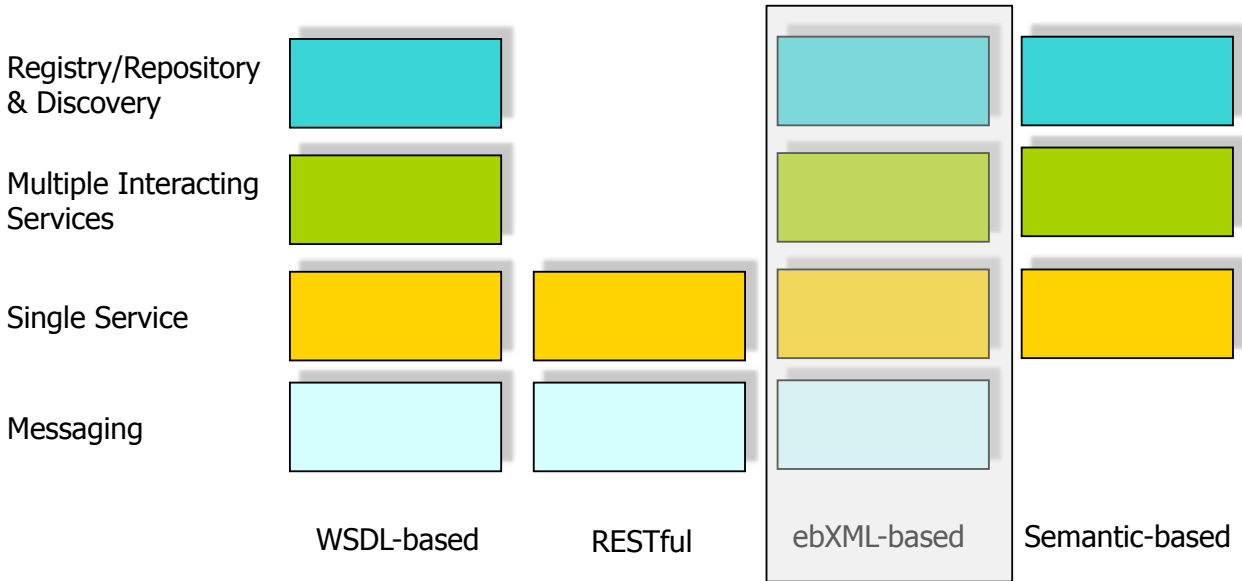 Registry/Repository
& Discovery
Multiple Interacting
Services
Single Service
Messaging
WSDL-based
RESTful
ebXML-based
Semantic-based